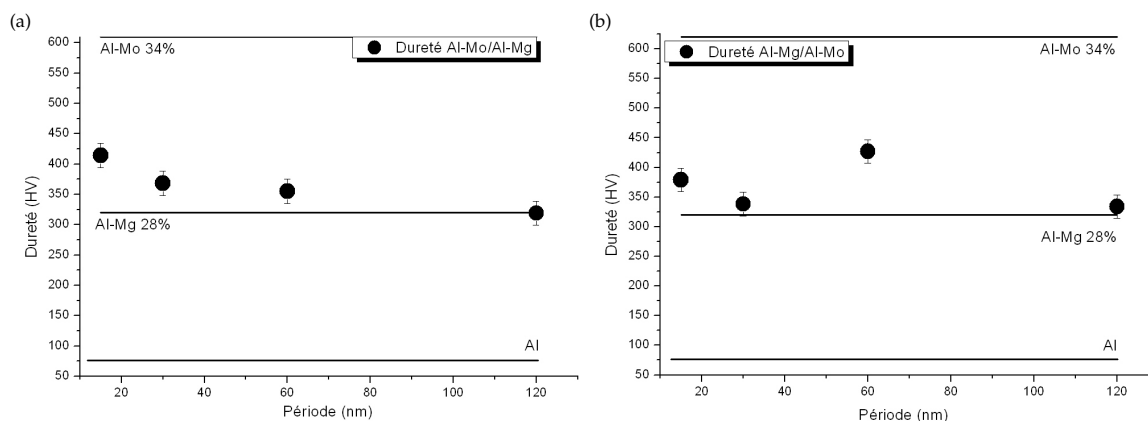 (a)
Al-Mo 34%
Dureté Al-Mo/Al-Mg
Al-Mg 28%
Al
Dureté (HV)
600
550
500
450
400
350
300
250
200
150
100
50
20
40
60
80
100
120
Période (nm)
(b)
Dureté Al-Mg/Al-Mo
Al-Mo 34%
Al-Mg 28%
Al
Dureté (HV)
600
550
500
450
400
350
300
250
200
150
100
50
20
40
60
80
100
120
Période (nm)